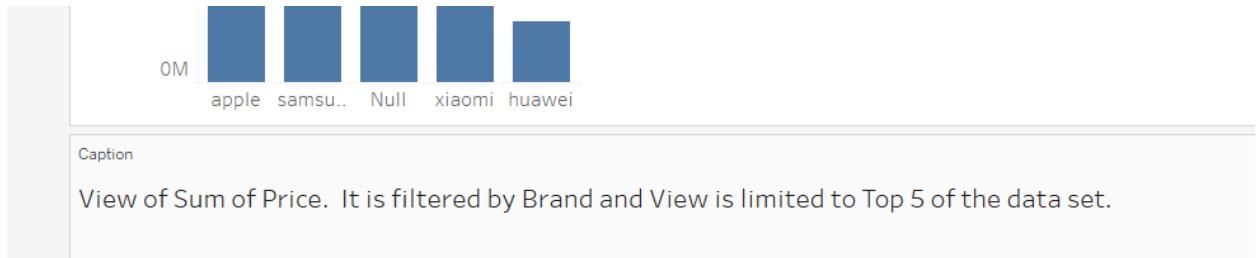 0M
apple samsu.. Null xiaomi huawei
Caption
View of Sum of Price.  It is filtered by Brand and View is limited to Top 5 of the data set.